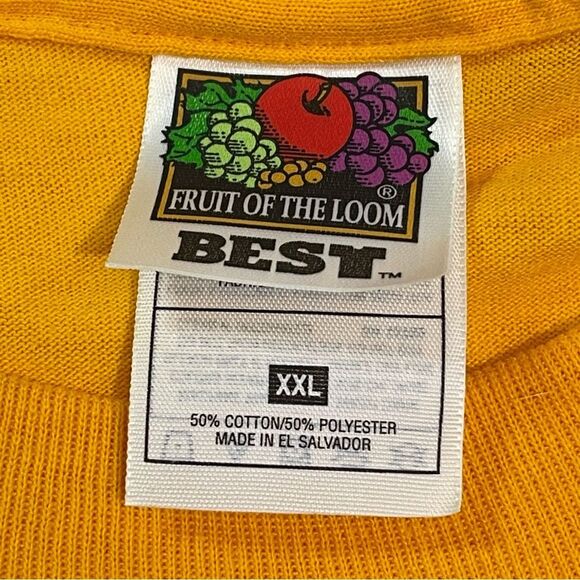 FRUIT OF THE LOOM®
BEST™
XXL
50% COTTON/50% POLYESTER
MADE IN EL SALVADOR